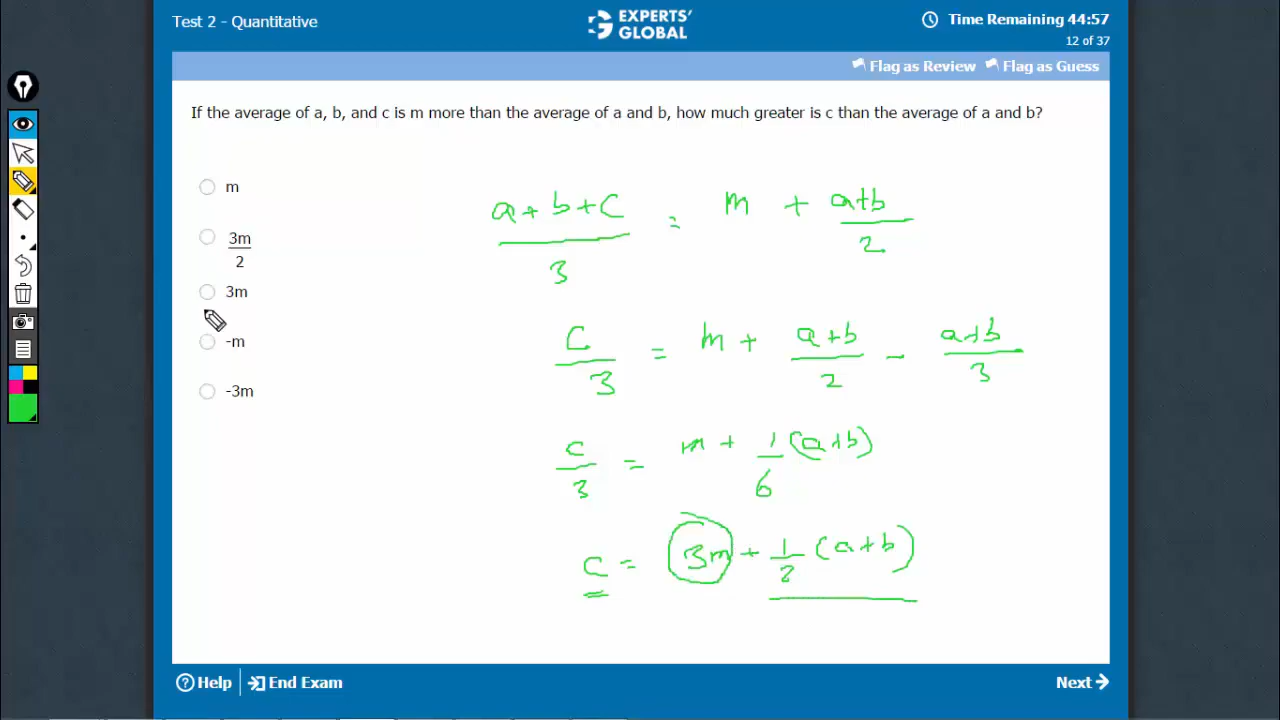 Test 2 - Quantitative
EXPERTS'
GLOBAL
Time Remaining 44:57
12 of 37
Flag as Review
Flag as Guess
If the average of a, b, and c is m more than the average of a and b, how much greater is c than the average of a and b?
m
3m
2
3m
-m
-3m
a + b + c
3
= m + a+b
2
c
3
= m + a+b
2
- a+b
3
c
3
= m + 1
6
(a+b)
c = 3m + 1
2
(a+b)
Help
End Exam
Next